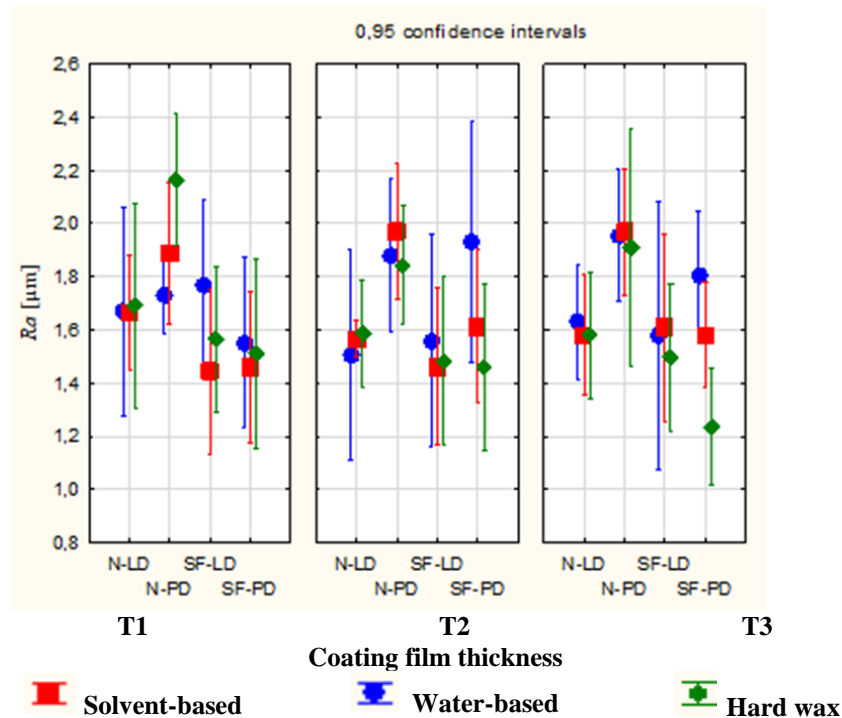 0,95 confidence intervals
Ra [µm]
2,6
2,4
2,2
2,0
1,8
1,6
1,4
1,2
1,0
0,8
N-LD SF-LD N-LD SF-LD N-LD SF-LD
N-PD SF-PD N-PD SF-PD N-PD SF-PD
T1 T2 T3
Coating film thickness
Solvent-based Water-based Hard wax